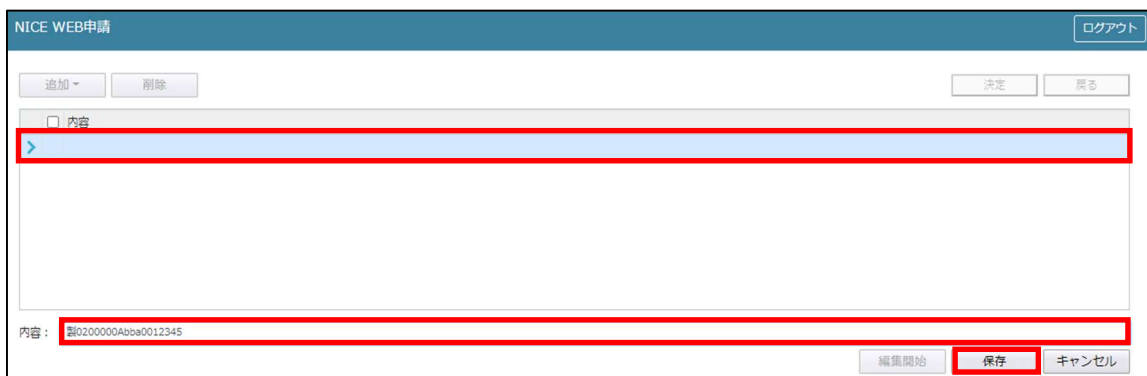 NICE WEB申請 ログアウト
追加 削除 決定 戻る
内容
内容： 製0200000Abba0012345
編集開始 保存 キャンセル